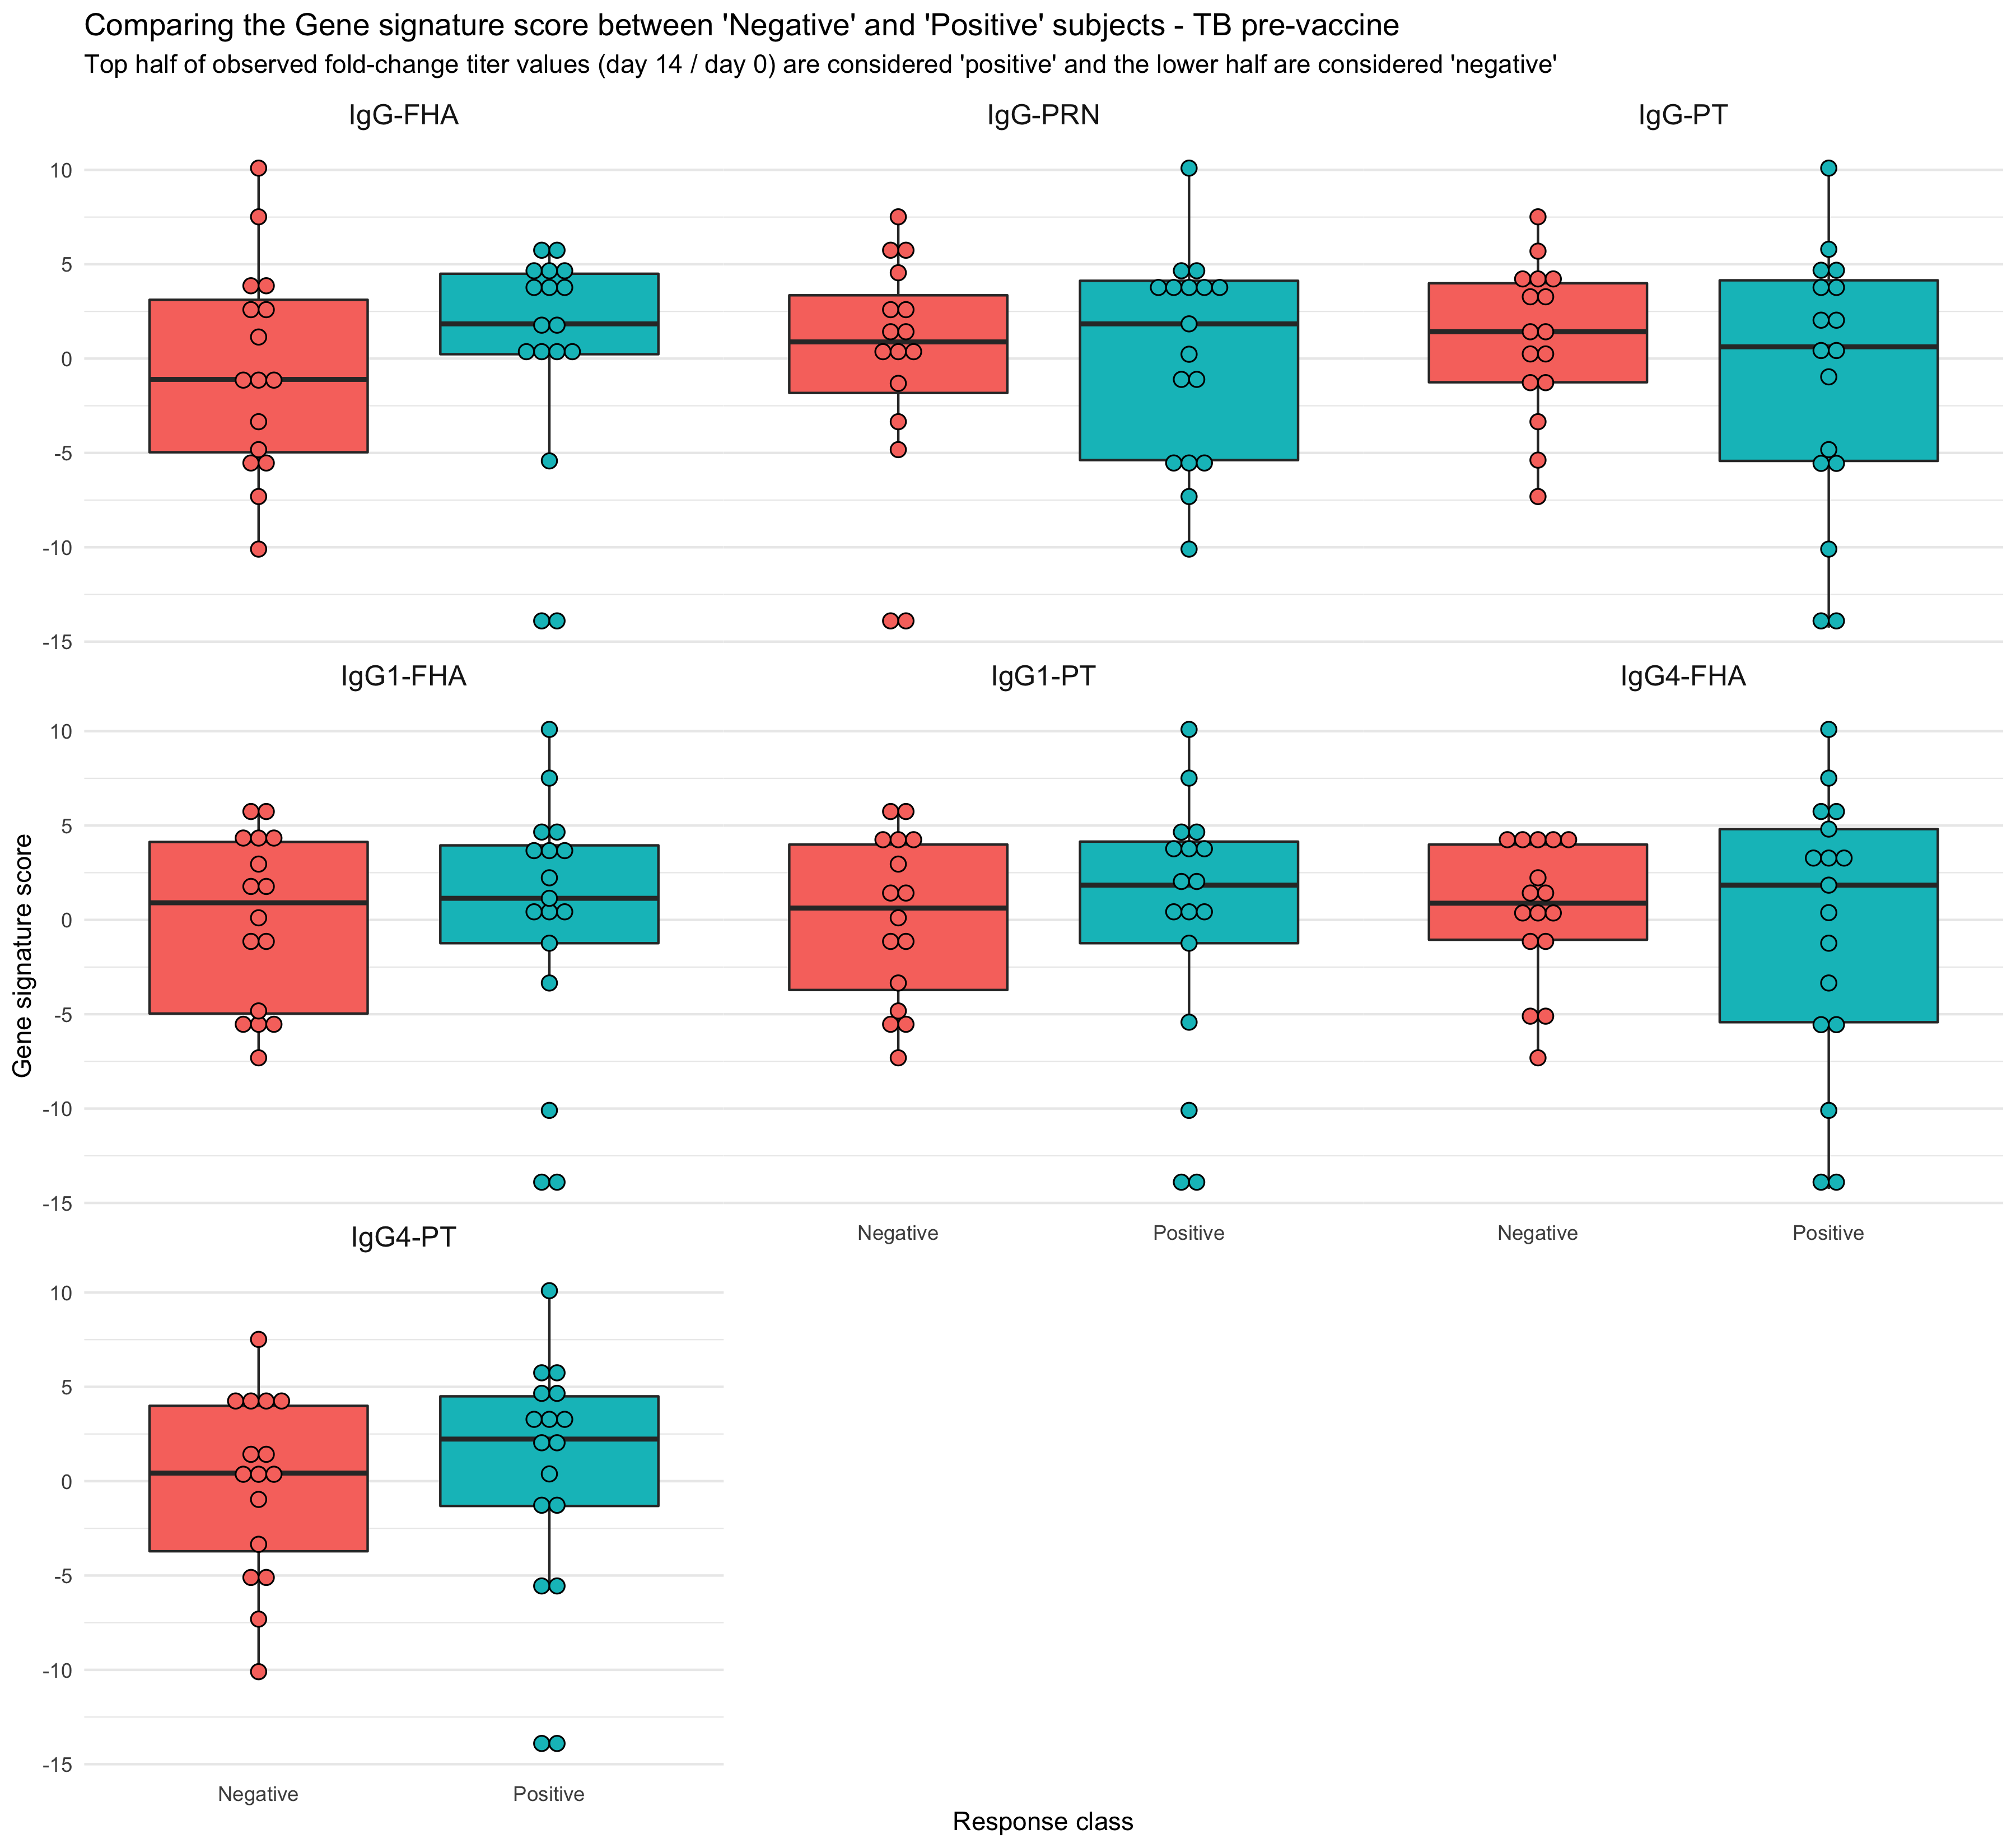 Comparing the Gene signature score between 'Negative' and 'Positive' subjects - TB pre-vaccine
Top half of observed fold-change titer values (day 14 / day 0) are considered 'positive' and the lower half are considered 'negative'
IgG-FHA
IgG-PRN
IgG-PT
10
5
0
-5
-10
-15
IgG1-FHA
IgG1-PT
IgG4-FHA
10
5
0
-5
-10
-15
Gene signature score
Negative
Positive
Negative
Positive
IgG4-PT
10
5
0
-5
-10
-15
Negative
Positive
Response class